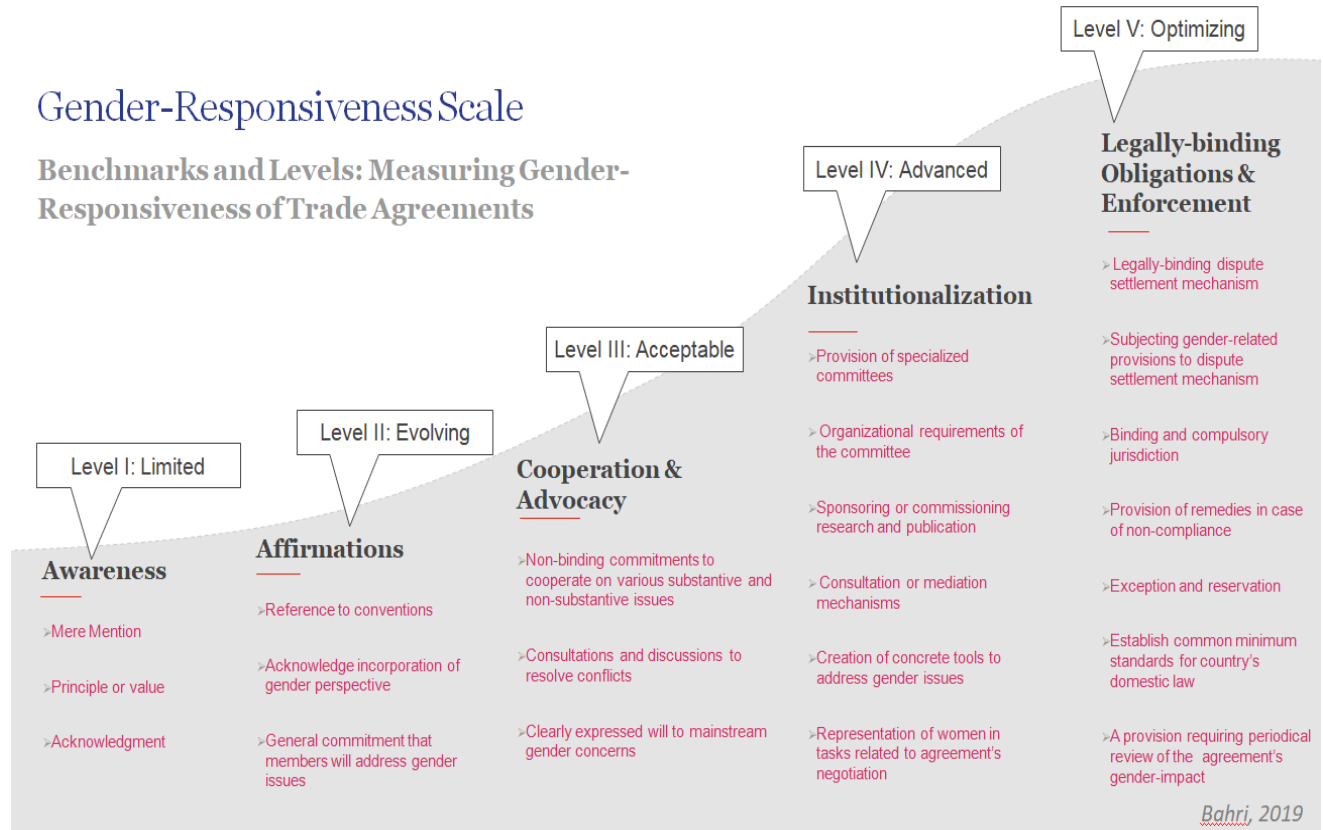 Gender-Responsiveness Scale
Benchmarks and Levels: Measuring Gender-
Responsiveness of Trade Agreements
Level I: Limited
Awareness
➢Mere Mention
➢Principle or value
➢Acknowledgment
Level II: Evolving
Affirmations
➢Reference to conventions
➢Acknowledge incorporation of
gender perspective
➢General commitment that
members will address gender
issues
Level III: Acceptable
Cooperation &
Advocacy
➢Non-binding commitments to
cooperate on various substantive and
non-substantive issues
➢Consultations and discussions to
resolve conflicts
➢Clearly expressed will to mainstream
gender concerns
Level IV: Advanced
Institutionalization
➢Provision of specialized
committees
➢Organizational requirements of
the committee
➢Sponsoring or commissioning
research and publication
➢Consultation or mediation
mechanisms
➢Creation of concrete tools to
address gender issues
➢Representation of women in
tasks related to agreement's
negotiation
Level V: Optimizing
Legally-binding
Obligations &
Enforcement
➢Legally-binding dispute
settlement mechanism
➢Subjecting gender-related
provisions to dispute
settlement mechanism
➢Binding and compulsory
jurisdiction
➢Provision of remedies in case
of non-compliance
➢Exception and reservation
➢Establish common minimum
standards for country's
domestic law
➢A provision requiring periodical
review of the agreement's
gender-impact
Bahri, 2019